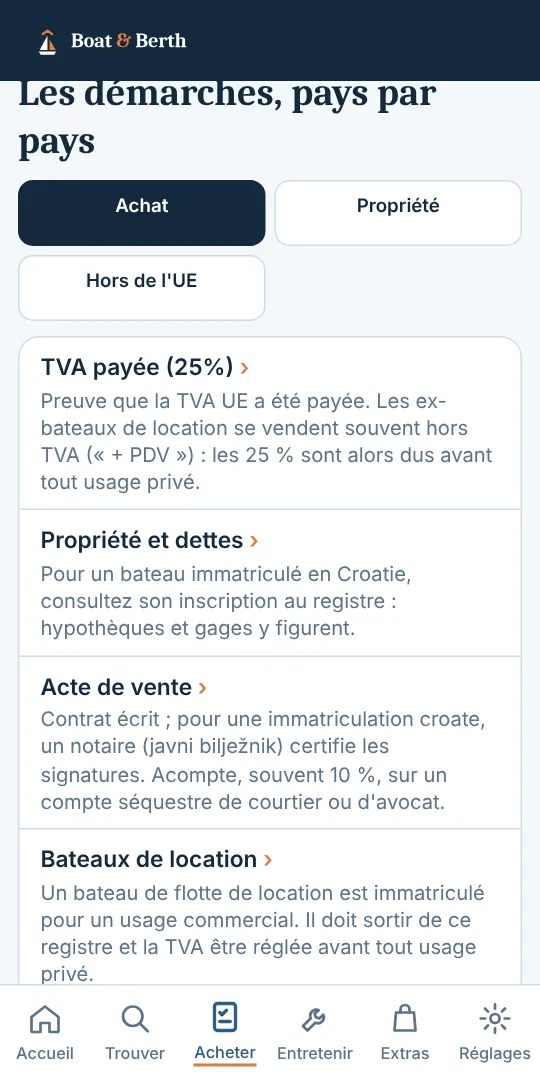 Boat & Berth
Les démarches, pays par
pays
Achat
Propriété
Hors de l'UE
TVA payée (25%) ›
Preuve que la TVA UE a été payée. Les ex-
bateaux de location se vendent souvent hors
TVA (« + PDV ») : les 25 % sont alors dus avant
tout usage privé.
Propriété et dettes ›
Pour un bateau immatriculé en Croatie,
consultez son inscription au registre :
hypothèques et gages y figurent.
Acte de vente ›
Contrat écrit ; pour une immatriculation croate,
un notaire (javni bilježnik) certifie les
signatures. Acompte, souvent 10 %, sur un
compte séquestre de courtier ou d'avocat.
Bateaux de location ›
Un bateau de flotte de location est immatriculé
pour un usage commercial. Il doit sortir de ce
registre et la TVA être réglée avant tout usage
privé.
Accueil
Trouver
Acheter
Entretenir
Extras
Réglages